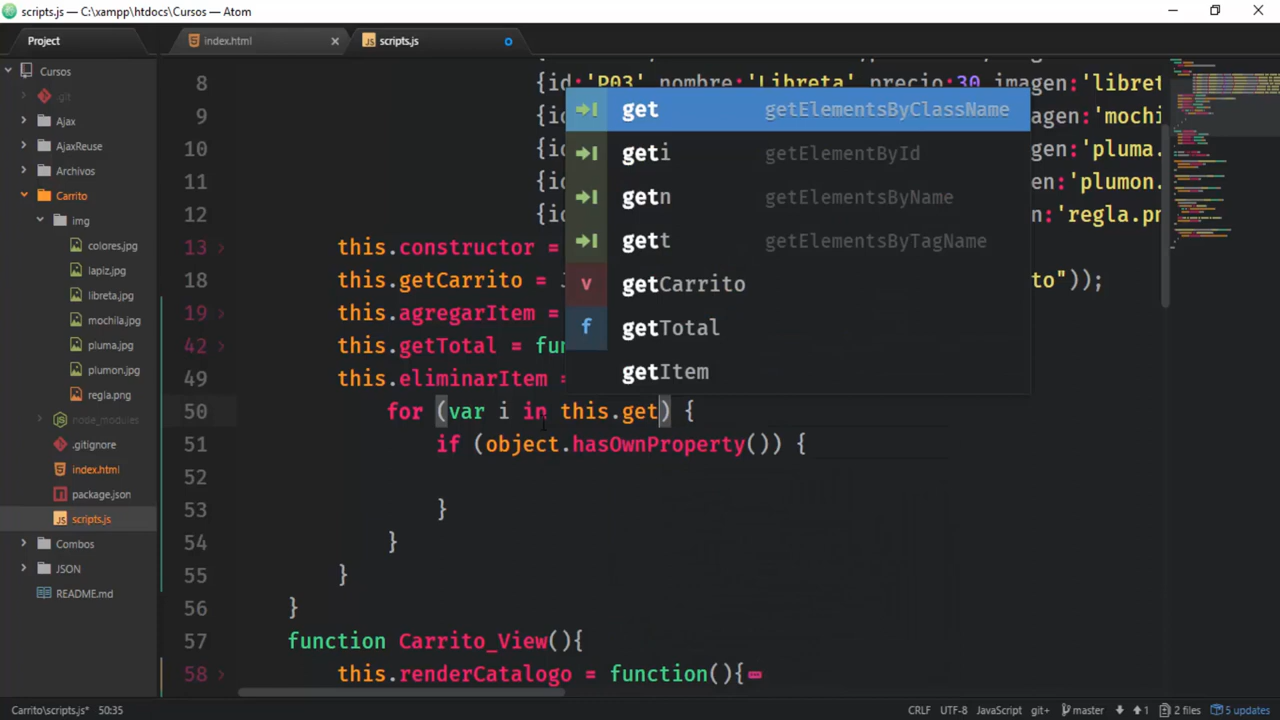 scripts.js — C:\xampp\htdocs\Cursos — Atom
Project
index.html
scripts.js
Cursos
.git
Ajax
AjaxReuse
Archivos
Carrito
img
colores.jpg
lapiz.jpg
libreta.jpg
mochila.jpg
pluma.jpg
plumon.jpg
regla.png
node_modules
.gitignore
index.html
package.json
scripts.js
Combos
JSON
README.md
8 {id:'P03',nombre:'Libreta',precio:30,imagen:'libret
9 {i agen:'mochi
10 {id gen:'pluma.
11 {i en:'plumon.
12 {id n:'regla.pn
13 this.constructor =
18 this.getCarrito = J to"));
19 this.agregarItem =
42 this.getTotal = fun
49 this.eliminarItem =
50 for (var i in this.get) {
51 if (object.hasOwnProperty()) {
52
53 }
54 }
55 }
56 }
57 function Carrito_View(){
58 this.renderCatalogo = function(){
get getElementsByClassName
geti getElementById
getn getElementsByName
gett getElementsByTagName
v getCarrito
f getTotal
getItem
Carrito\scripts.js* 50:35
CRLF UTF-8 JavaScript git+ master 1 2 files 5 updates